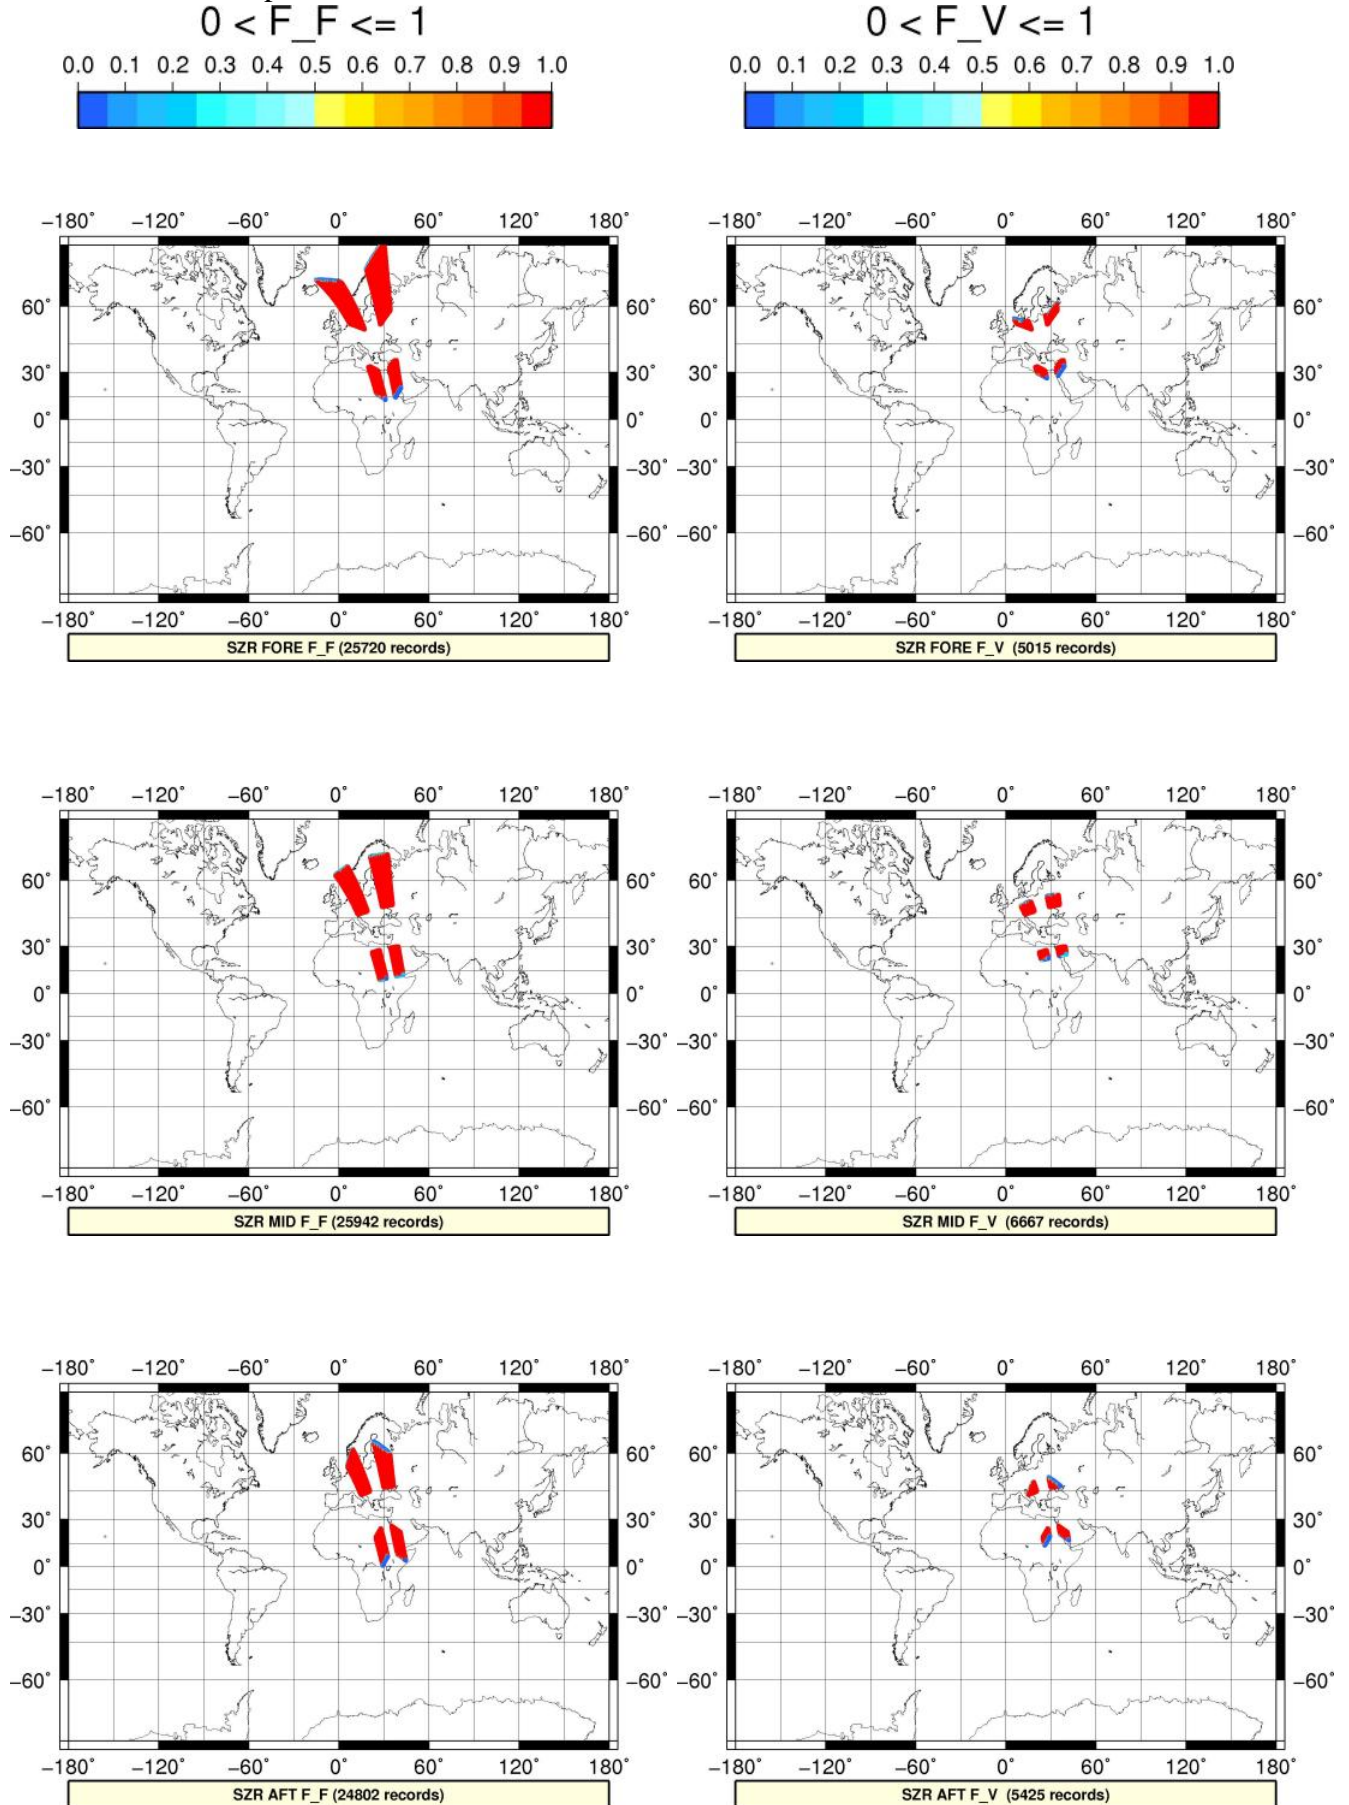 0 < F_F <= 1
0 < F_V <= 1
0.0 0.1 0.2 0.3 0.4 0.5 0.6 0.7 0.8 0.9 1.0
0.0 0.1 0.2 0.3 0.4 0.5 0.6 0.7 0.8 0.9 1.0
−180˚ −120˚ −60˚ 0˚ 60˚ 120˚ 180˚
−180˚ −120˚ −60˚ 0˚ 60˚ 120˚ 180˚
60˚ 60˚ 60˚ 60˚
30˚ 30˚ 30˚ 30˚
0˚ 0˚ 0˚ 0˚
−30˚ −30˚ −30˚ −30˚
−60˚ −60˚ −60˚ −60˚
−180˚ −120˚ −60˚ 0˚ 60˚ 120˚ 180˚
−180˚ −120˚ −60˚ 0˚ 60˚ 120˚ 180˚
SZR FORE F_F (25720 records)
SZR FORE F_V (5015 records)
−180˚ −120˚ −60˚ 0˚ 60˚ 120˚ 180˚
−180˚ −120˚ −60˚ 0˚ 60˚ 120˚ 180˚
60˚ 60˚ 60˚ 60˚
30˚ 30˚ 30˚ 30˚
0˚ 0˚ 0˚ 0˚
−30˚ −30˚ −30˚ −30˚
−60˚ −60˚ −60˚ −60˚
−180˚ −120˚ −60˚ 0˚ 60˚ 120˚ 180˚
−180˚ −120˚ −60˚ 0˚ 60˚ 120˚ 180˚
SZR MID F_F (25942 records)
SZR MID F_V (6667 records)
−180˚ −120˚ −60˚ 0˚ 60˚ 120˚ 180˚
−180˚ −120˚ −60˚ 0˚ 60˚ 120˚ 180˚
60˚ 60˚ 60˚ 60˚
30˚ 30˚ 30˚ 30˚
0˚ 0˚ 0˚ 0˚
−30˚ −30˚ −30˚ −30˚
−60˚ −60˚ −60˚ −60˚
−180˚ −120˚ −60˚ 0˚ 60˚ 120˚ 180˚
−180˚ −120˚ −60˚ 0˚ 60˚ 120˚ 180˚
SZR AFT F_F (24802 records)
SZR AFT F_V (5425 records)